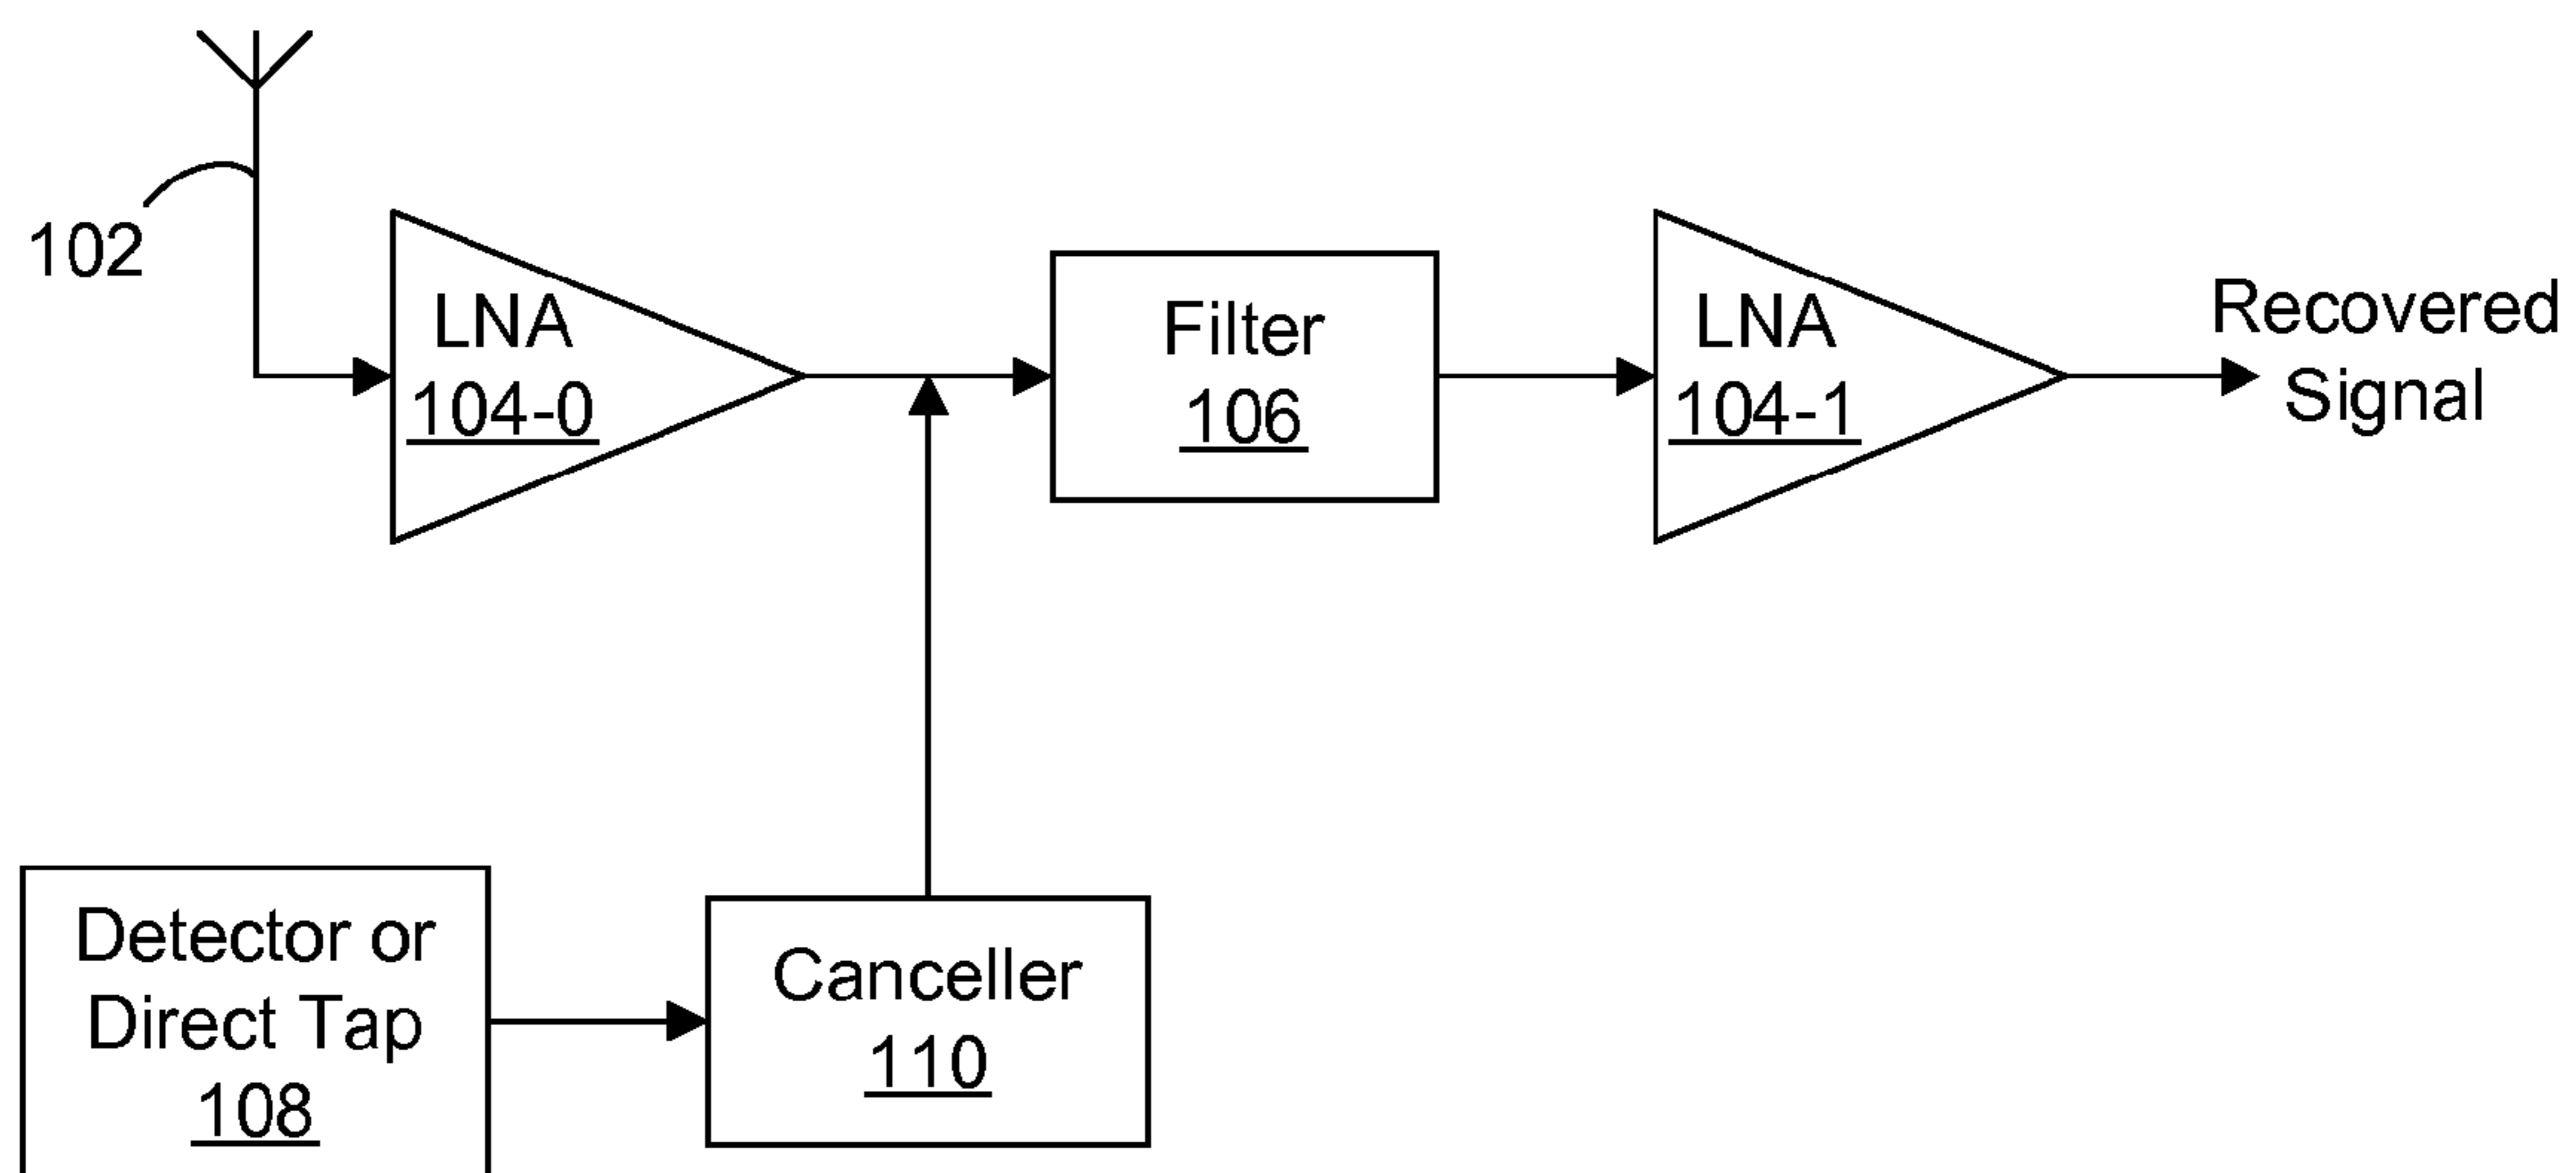 102
LNA
104-0
Filter
106
LNA
104-1
Recovered
Signal
Detector or
Direct Tap
108
Canceller
110